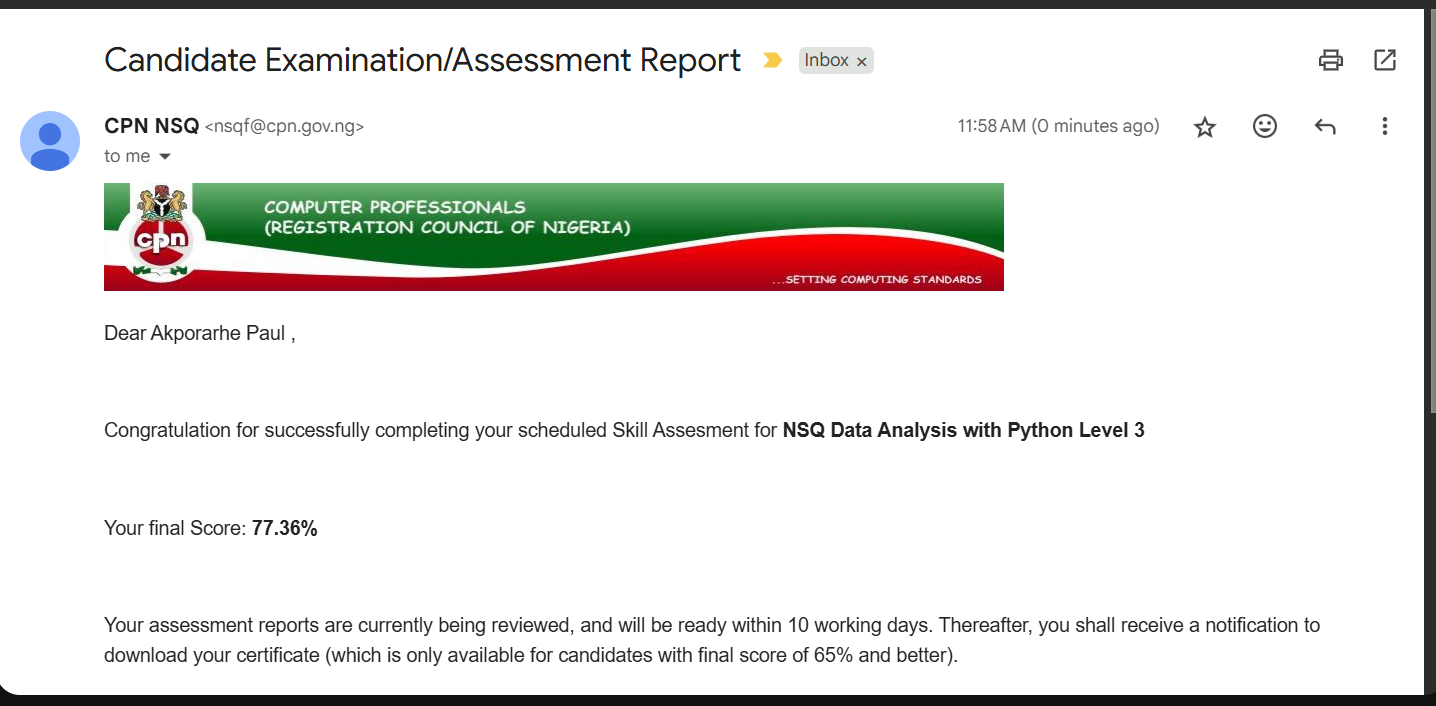 Candidate Examination/Assessment Report Inbox ×
CPN NSQ <nsqf@cpn.gov.ng> 11:58 AM (0 minutes ago)
to me
cpn
COMPUTER PROFESSIONALS
(REGISTRATION COUNCIL OF NIGERIA)
...SETTING COMPUTING STANDARDS
Dear Akporarhe Paul ,
Congratulation for successfully completing your scheduled Skill Assesment for NSQ Data Analysis with Python Level 3
Your final Score: 77.36%
Your assessment reports are currently being reviewed, and will be ready within 10 working days. Thereafter, you shall receive a notification to
download your certificate (which is only available for candidates with final score of 65% and better).